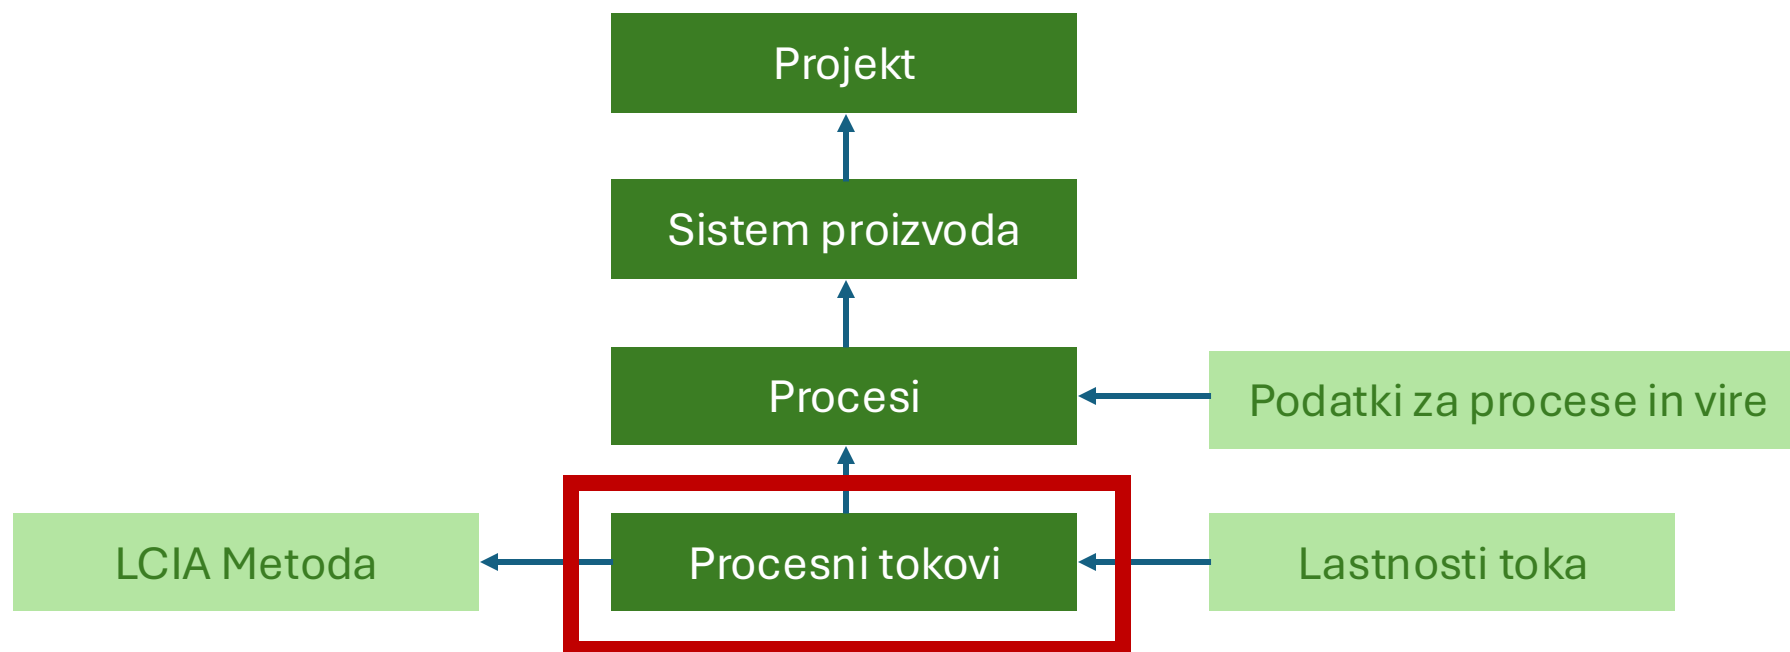 Projekt
Sistem proizvoda
Procesi
Podatki za procese in vire
LCIA Metoda
Procesni tokovi
Lastnosti toka